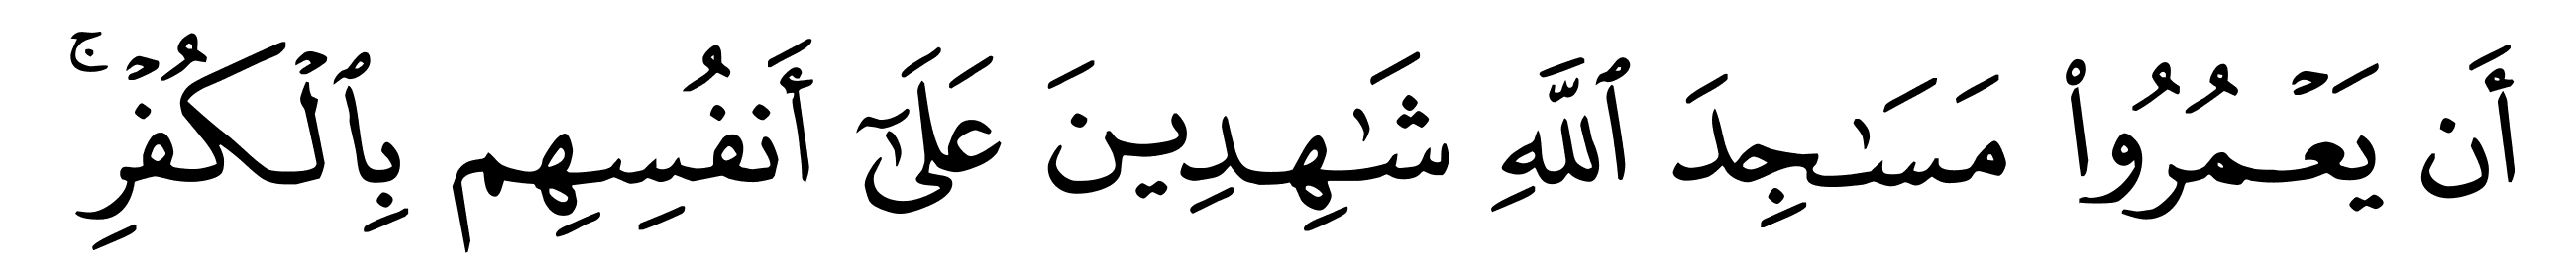 أَن يَعۡمُرُواْ مَسَٰجِدَ ٱللَّهِ شَٰهِدِينَ عَلَىٰٓ أَنفُسِهِم بِٱلۡكُفۡرِۚ